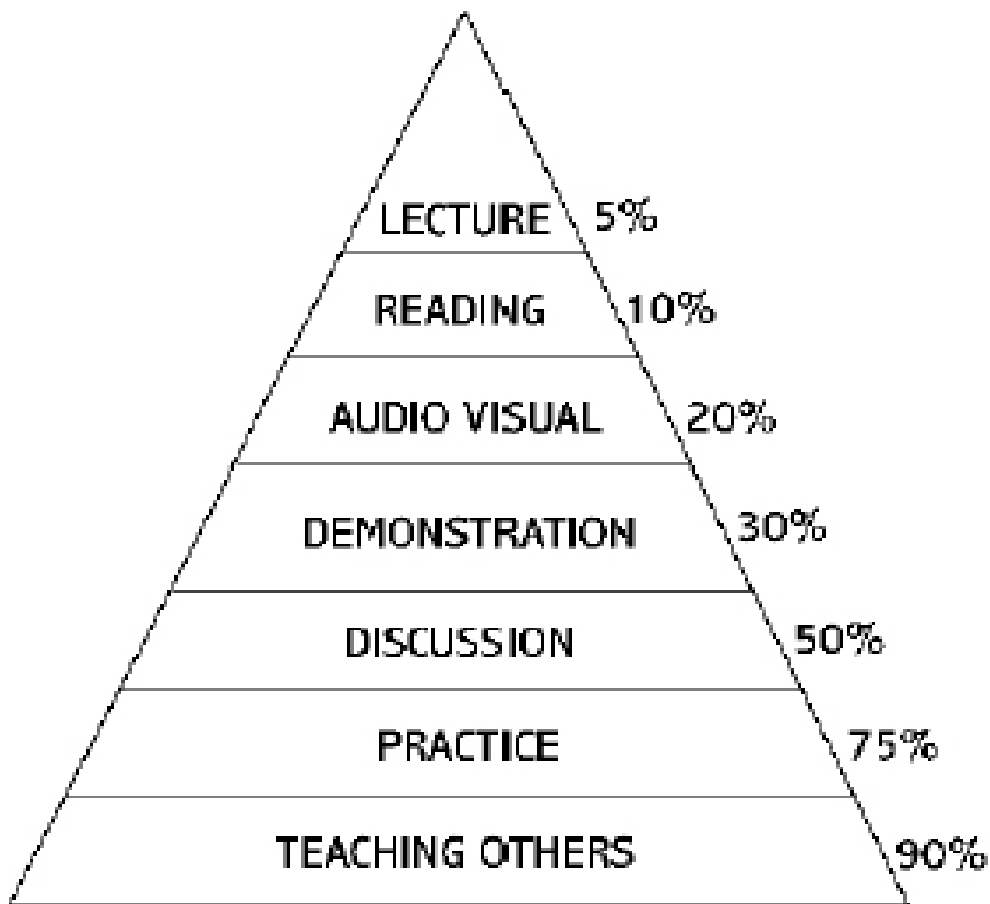 LECTURE 5%
READING 10%
AUDIO VISUAL 20%
DEMONSTRATION 30%
DISCUSSION 50%
PRACTICE 75%
TEACHING OTHERS 90%